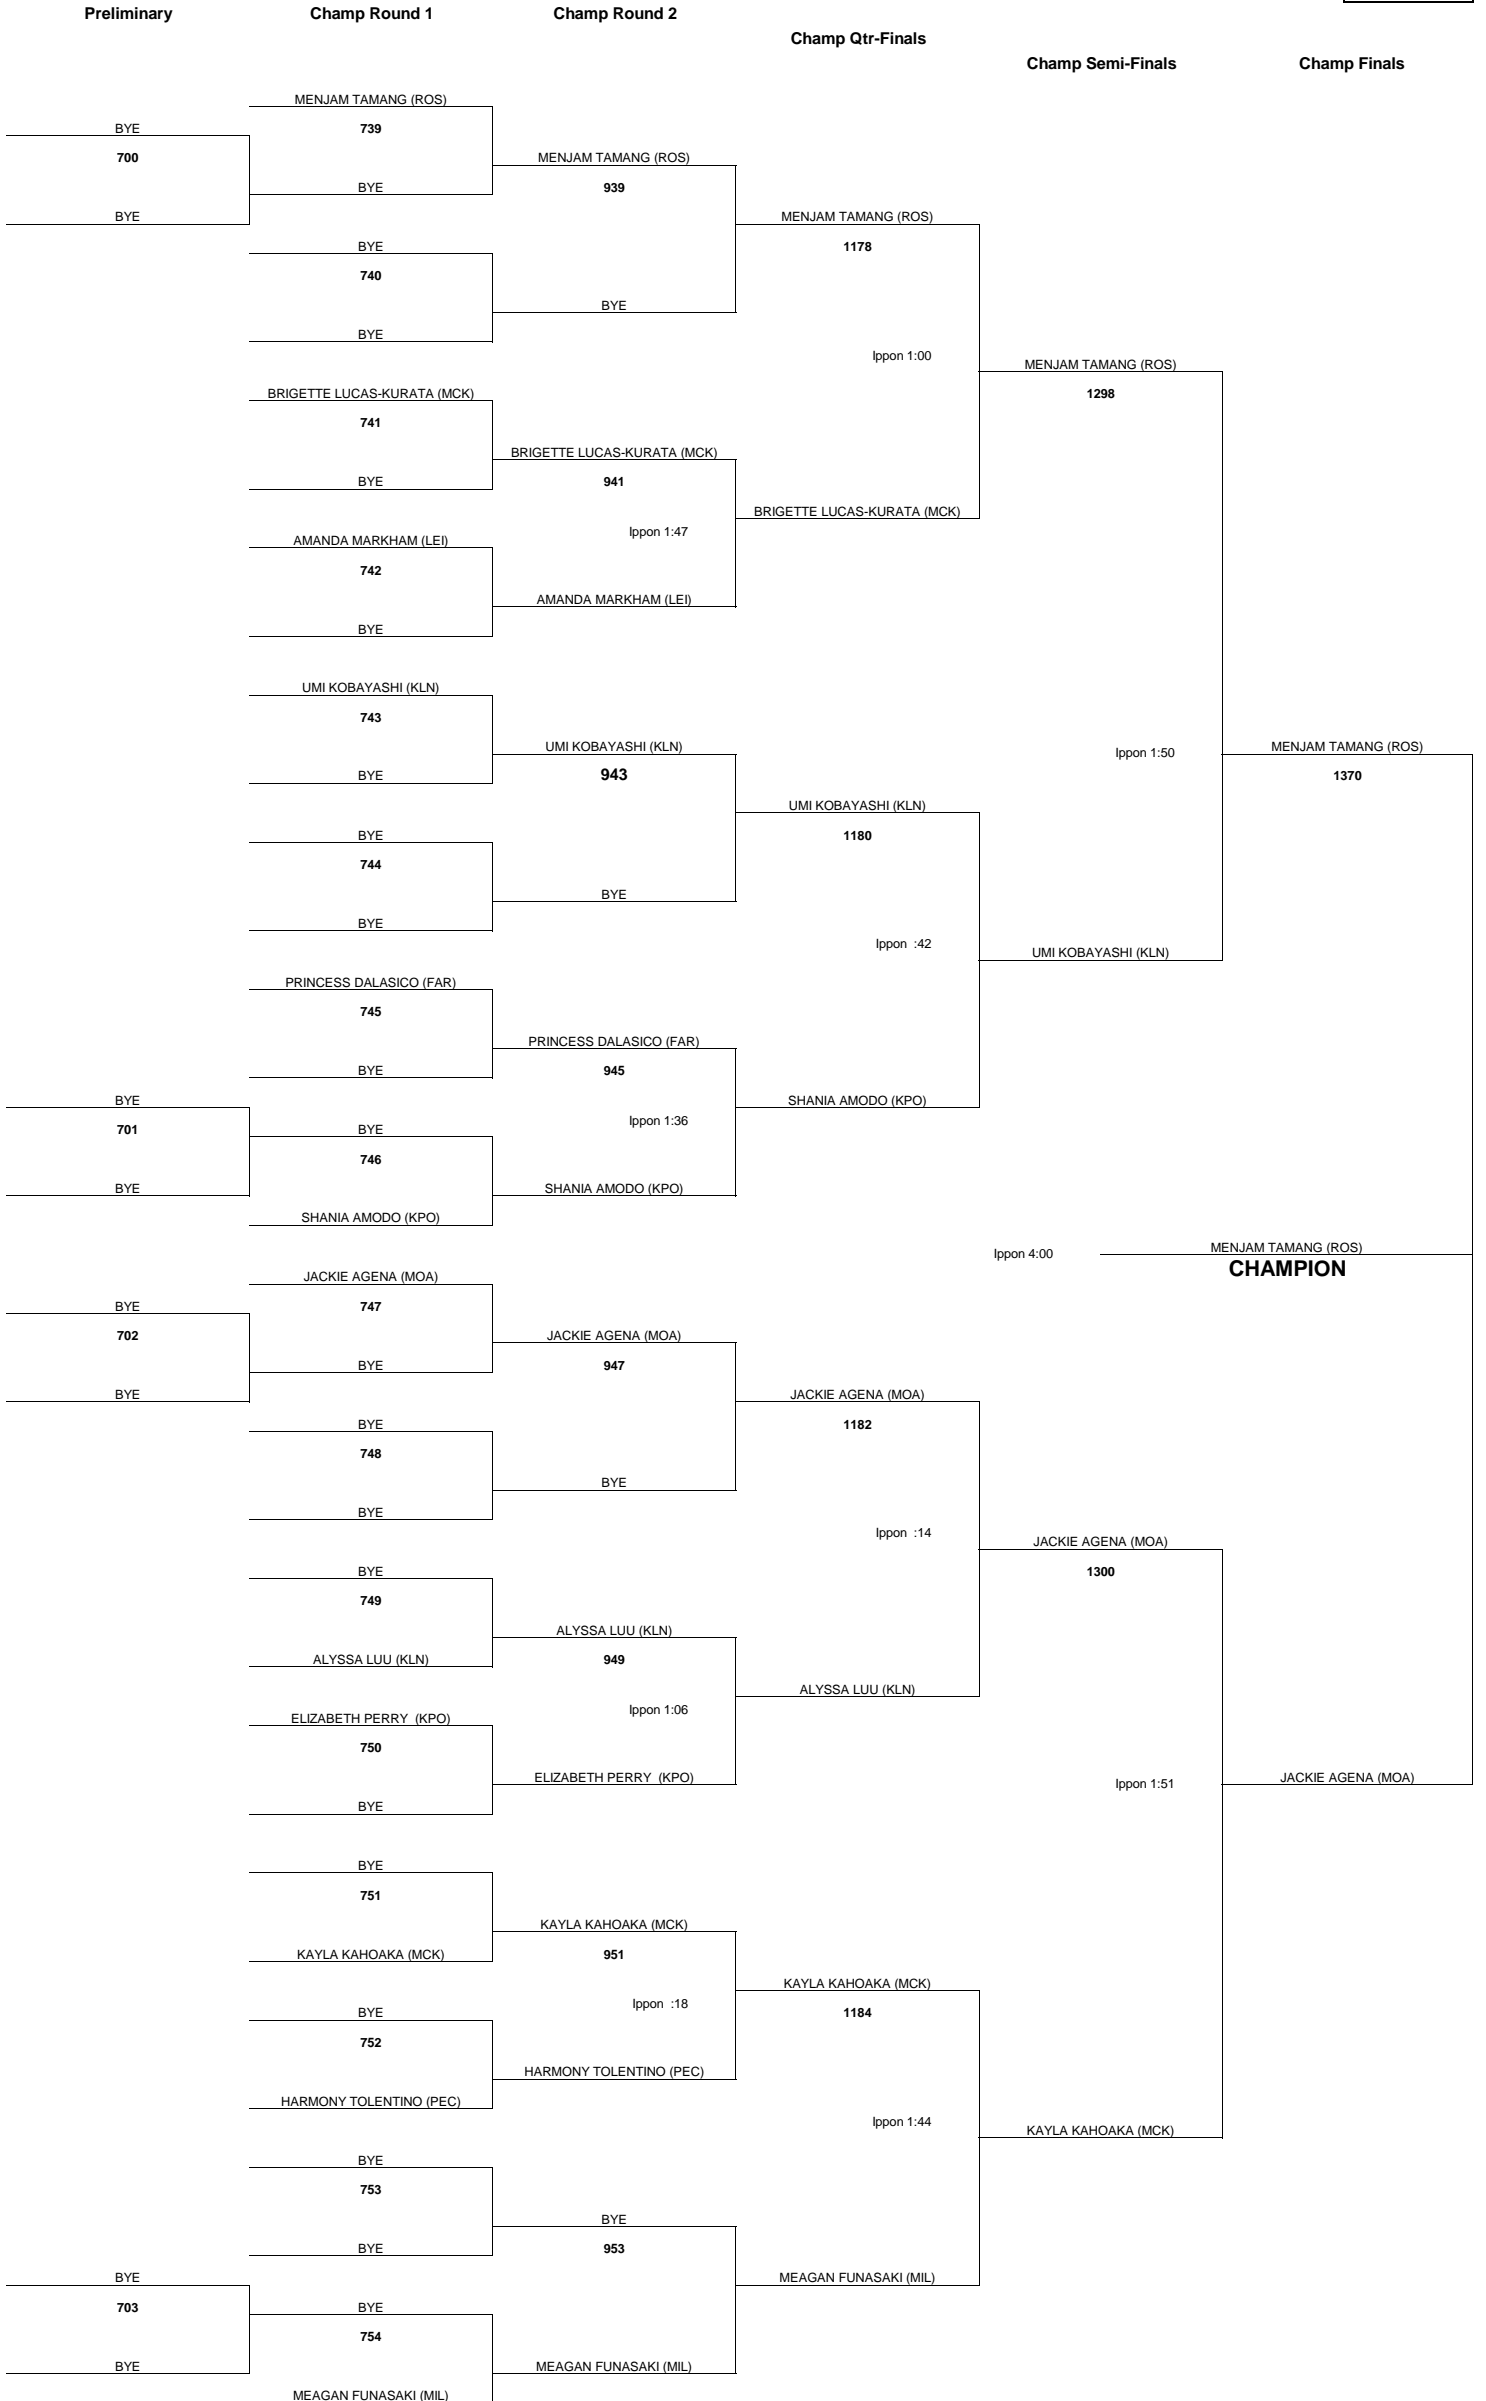 Preliminary
Champ Round 1
Champ Round 2
Champ Qtr-Finals
Champ Semi-Finals
Champ Finals
MENJAM TAMANG (ROS)
BYE
739
700
MENJAM TAMANG (ROS)
BYE
939
BYE
MENJAM TAMANG (ROS)
BYE
1178
740
BYE
BYE
Ippon 1:00
MENJAM TAMANG (ROS)
BRIGETTE LUCAS-KURATA (MCK)
1298
741
BRIGETTE LUCAS-KURATA (MCK)
BYE
941
BRIGETTE LUCAS-KURATA (MCK)
Ippon 1:47
AMANDA MARKHAM (LEI)
742
AMANDA MARKHAM (LEI)
BYE
UMI KOBAYASHI (KLN)
743
UMI KOBAYASHI (KLN)
Ippon 1:50
MENJAM TAMANG (ROS)
BYE
943
1370
UMI KOBAYASHI (KLN)
BYE
1180
744
BYE
BYE
Ippon :42
UMI KOBAYASHI (KLN)
PRINCESS DALASICO (FAR)
745
PRINCESS DALASICO (FAR)
BYE
945
BYE
SHANIA AMODO (KPO)
Ippon 1:36
701
BYE
746
BYE
SHANIA AMODO (KPO)
SHANIA AMODO (KPO)
Ippon 4:00
MENJAM TAMANG (ROS)
CHAMPION
JACKIE AGENA (MOA)
BYE
747
702
JACKIE AGENA (MOA)
BYE
947
BYE
JACKIE AGENA (MOA)
BYE
1182
748
BYE
BYE
Ippon :14
JACKIE AGENA (MOA)
BYE
1300
749
ALYSSA LUU (KLN)
ALYSSA LUU (KLN)
949
ALYSSA LUU (KLN)
Ippon 1:06
ELIZABETH PERRY (KPO)
750
ELIZABETH PERRY (KPO)
Ippon 1:51
JACKIE AGENA (MOA)
BYE
BYE
751
KAYLA KAHOAKA (MCK)
KAYLA KAHOAKA (MCK)
951
KAYLA KAHOAKA (MCK)
Ippon :18
BYE
1184
752
HARMONY TOLENTINO (PEC)
HARMONY TOLENTINO (PEC)
Ippon 1:44
KAYLA KAHOAKA (MCK)
BYE
753
BYE
BYE
953
BYE
MEAGAN FUNASAKI (MIL)
703
BYE
754
BYE
MEAGAN FUNASAKI (MIL)
MEAGAN FUNASAKI (MIL)